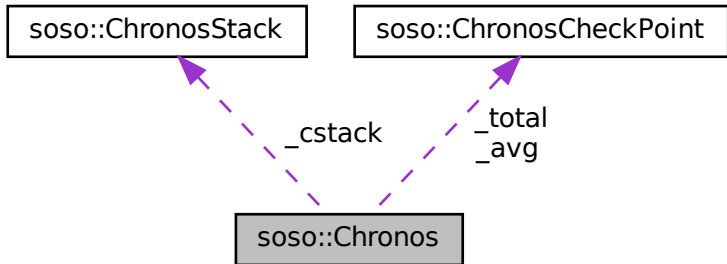 soso::ChronosStack
soso::ChronosCheckPoint
_cstack
_total
_avg
soso::Chronos